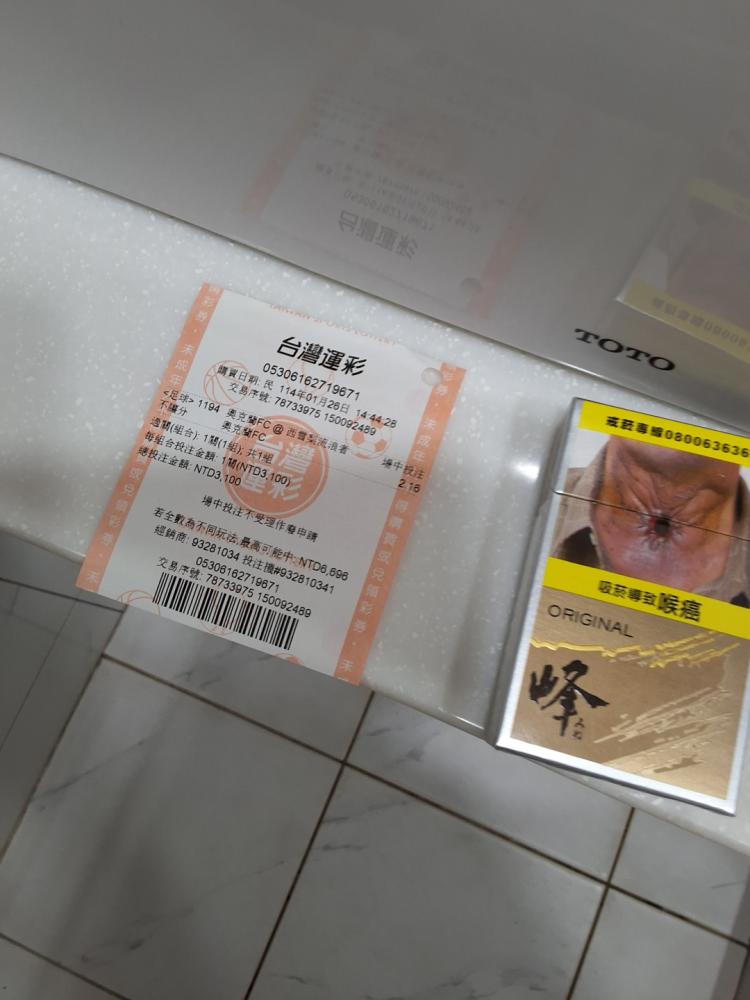 台灣運彩
05306162719671
購買日期: 民 114年01月26日 14:44:28
交易序號: 78733975 150092489
<足球> 1194 奧克蘭FC @ 西雪梨流浪者 場中投注
不讓分 奧克蘭FC 2.16
過關(組合): 1關(1組); 共1組
每組合投注金額: 1關(NTD3,100)
總投注金額: NTD3,100
場中投注不受理作廢申請
若全數為不同玩法,最高可能中: NTD6,696
經銷商: 93281034 投注機#932810341
05306162719671
交易序號: 78733975 150092489
TOTO
戒菸專線0800636363
吸菸導致喉癌
ORIGINAL
峰
みね